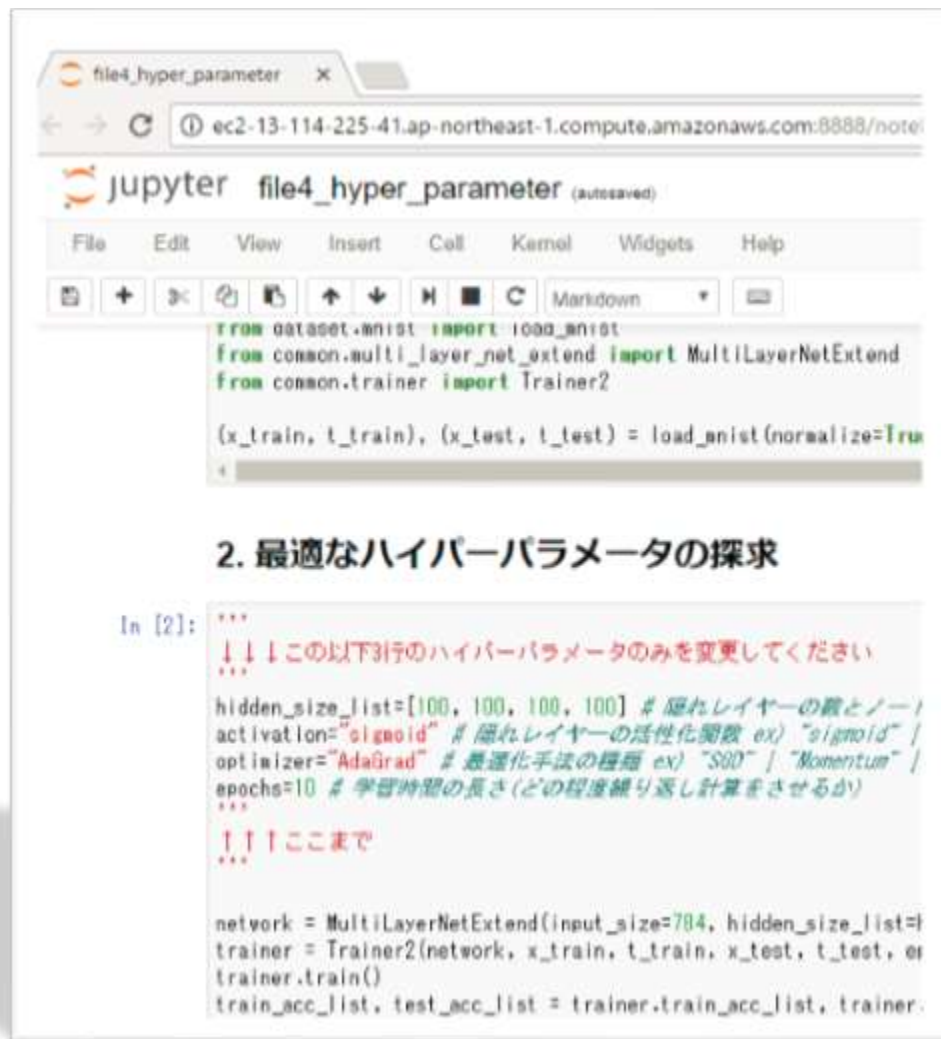 file4_hyper_parameter
ec2-13-114-225-41.ap-northeast-1.compute.amazonaws.com:8888/note
jupyter file4_hyper_parameter (autosaved)
File Edit View Insert Cell Kernel Widgets Help
Markdown
from dataset.mnist import load_mnist
from common.multi_layer_net_extend import MultiLayerNetExtend
from common.trainer import Trainer2
(x_train, t_train), (x_test, t_test) = load_mnist(normalize=True
2. 最適なハイパーパラメータの探求
In [2]: '''
↓↓↓この以下3行のハイパーパラメータのみを変更してください
'''
hidden_size_list=[100, 100, 100, 100] # 隠れレイヤーの数とノー
activation="sigmoid" # 隠れレイヤーの活性化関数 ex) "sigmoid" |
optimizer="AdaGrad" # 最適化手法の種類 ex) "SGD" | "Momentum" |
epochs=10 # 学習時間の長さ(どの程度繰り返し計算をさせるか)
'''
↑↑↑ここまで
'''
network = MultiLayerNetExtend(input_size=784, hidden_size_list=
trainer = Trainer2(network, x_train, t_train, x_test, t_test,
trainer.train()
train_acc_list, test_acc_list = trainer.train_acc_list, trainer.